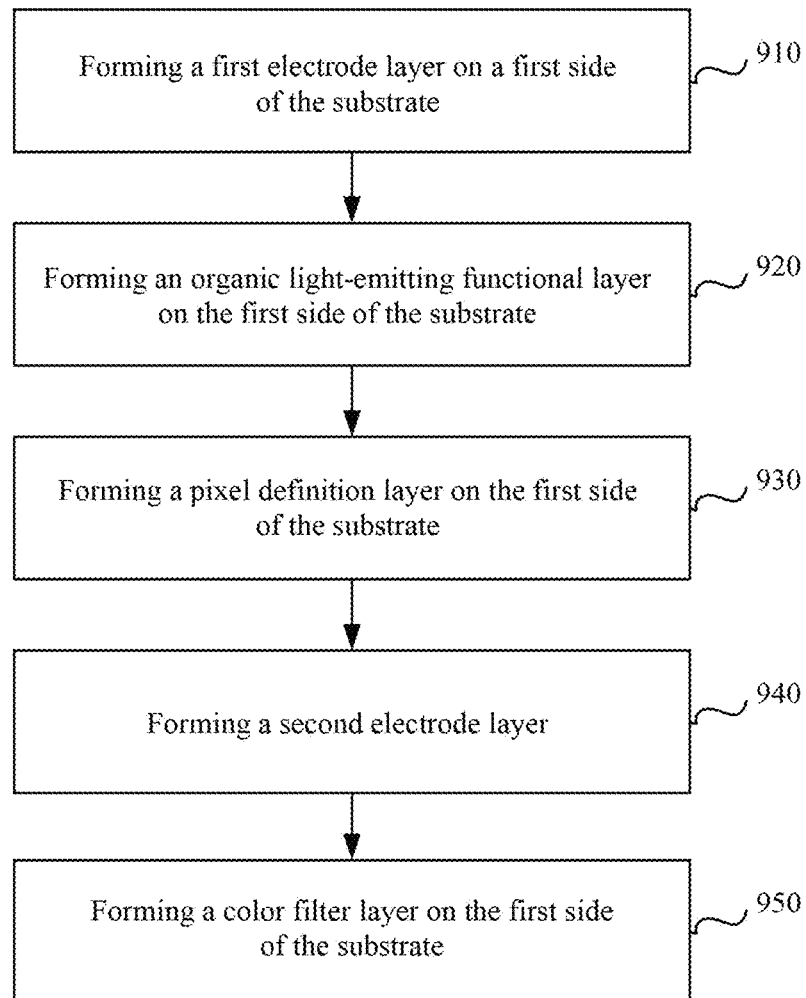 Forming a first electrode layer on a first side
of the substrate
910
Forming an organic light-emitting functional layer
on the first side of the substrate
920
Forming a pixel definition layer on the first side
of the substrate
930
Forming a second electrode layer
940
Forming a color filter layer on the first side
of the substrate
950